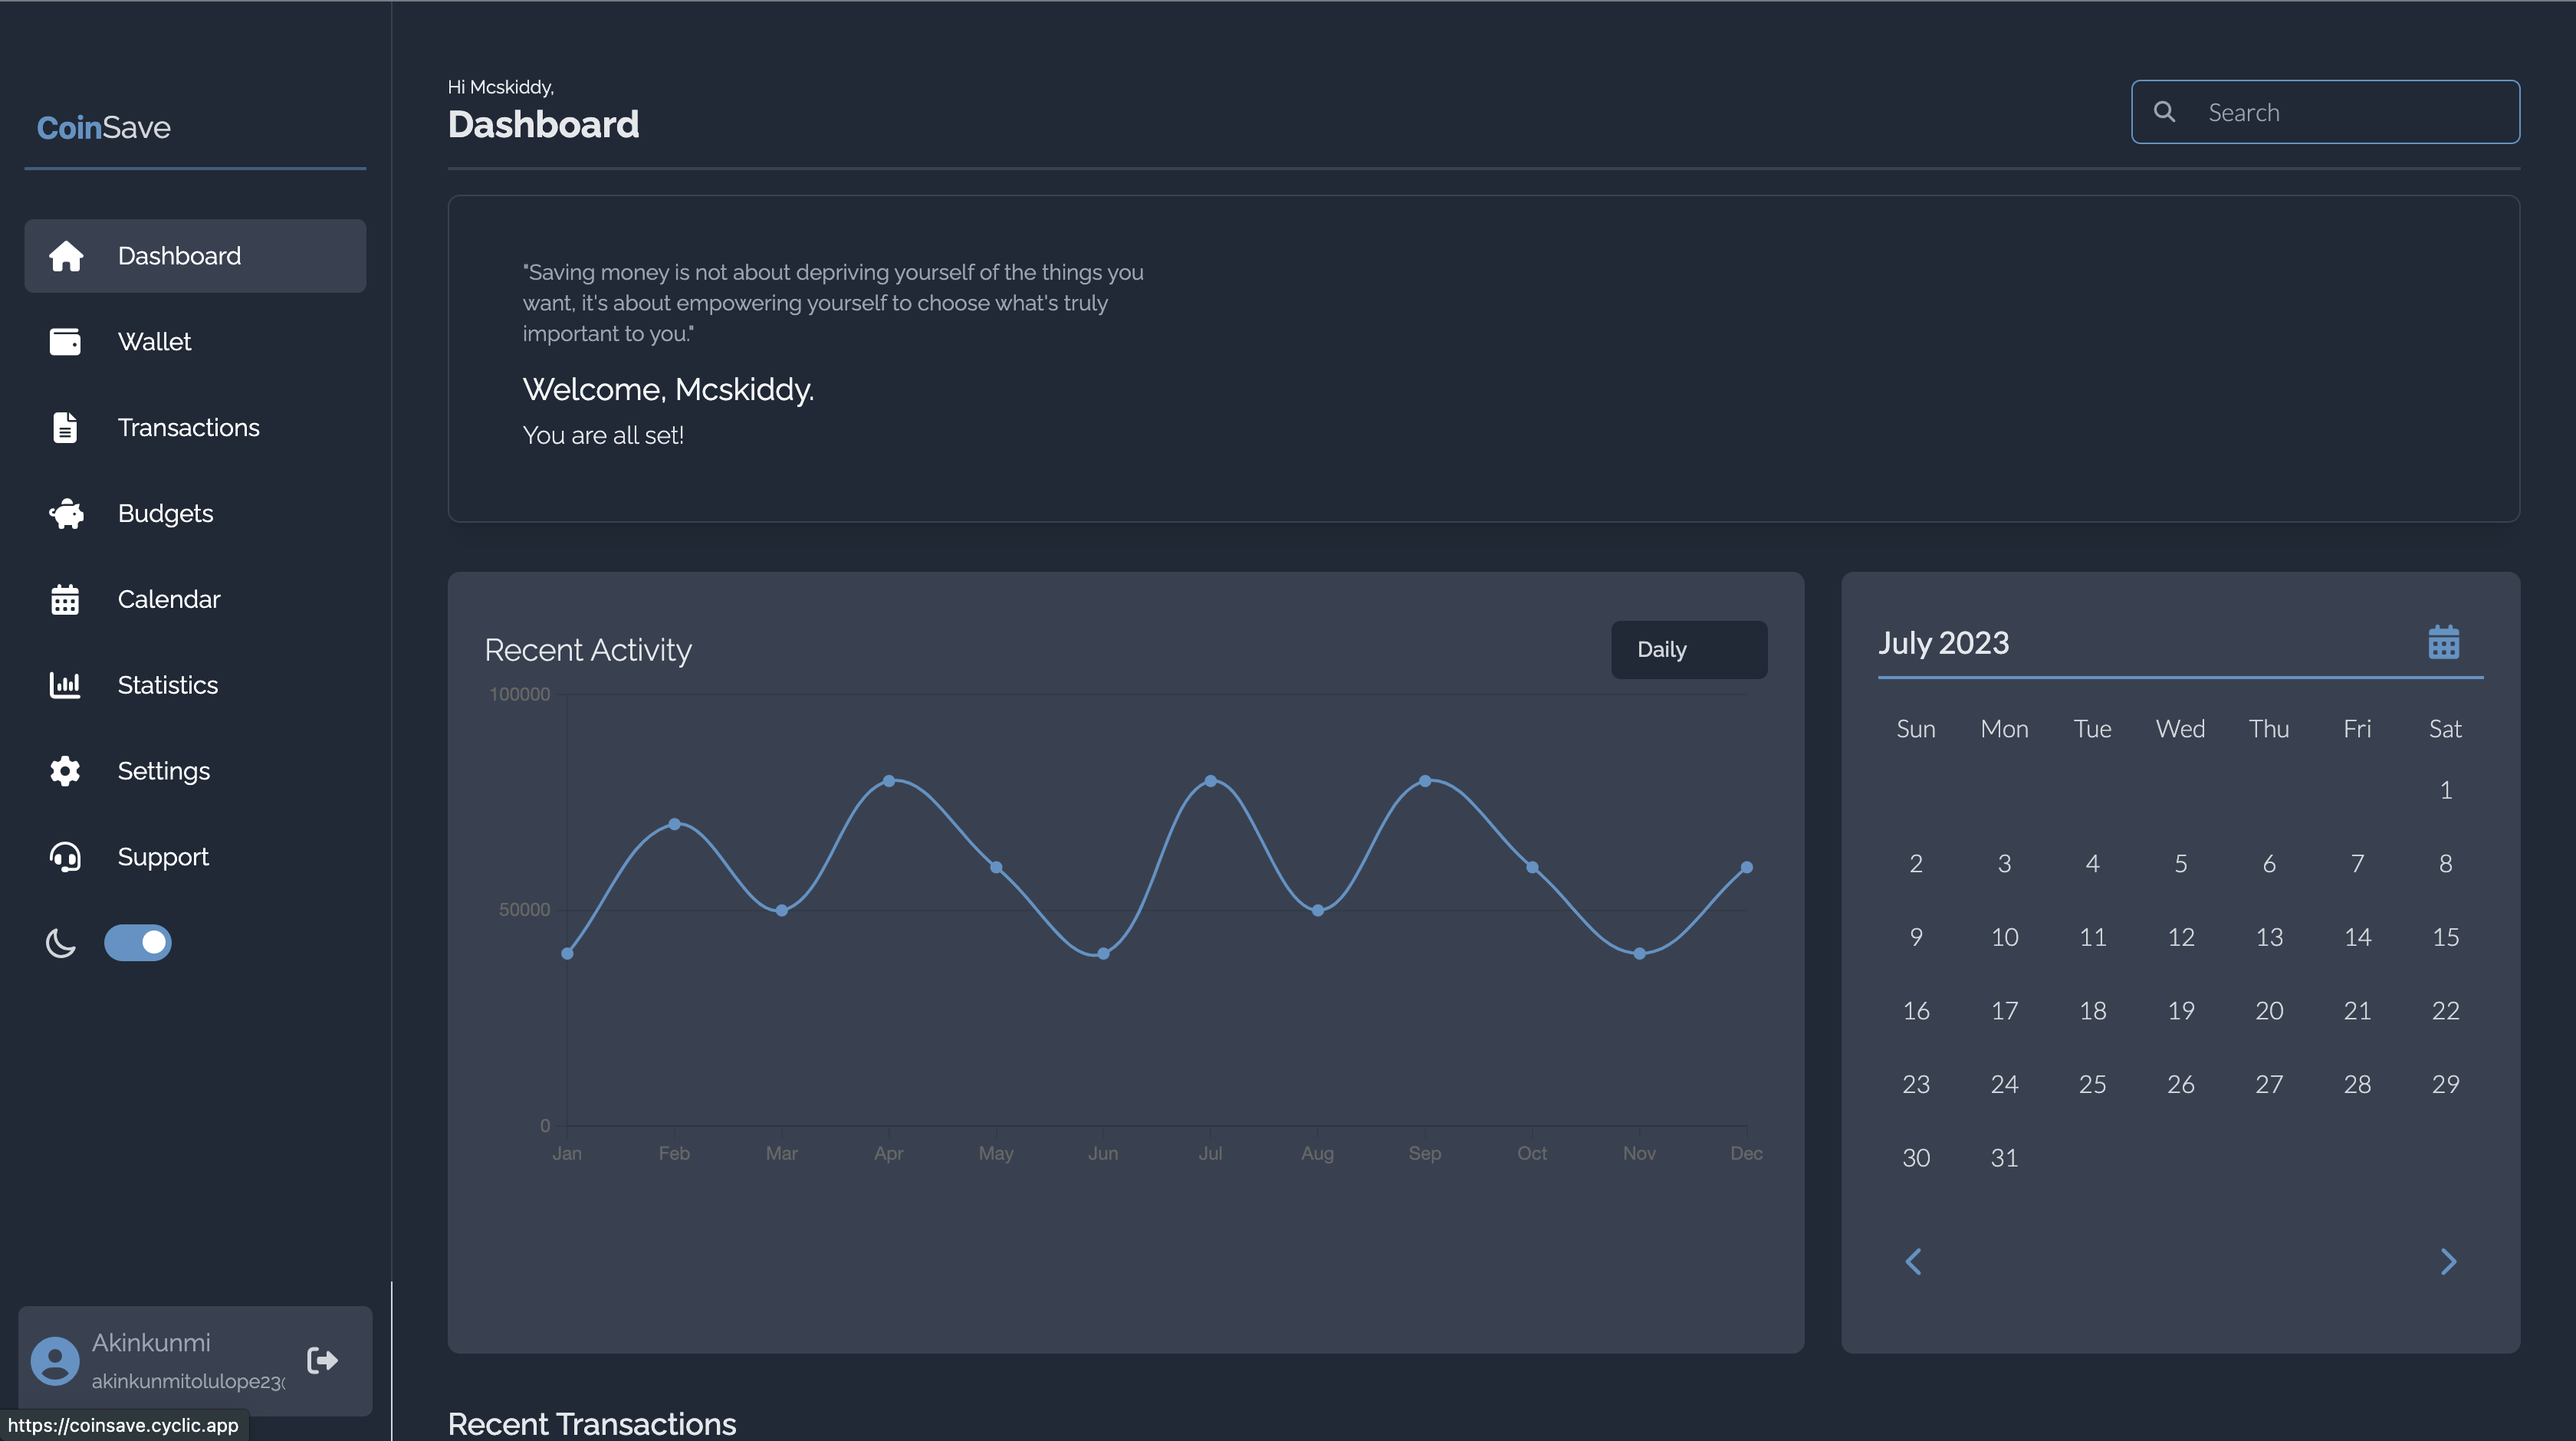 CoinSave
Dashboard
Wallet
Transactions
Budgets
Calendar
Statistics
Settings
Support
Akinkunmi
akinkunmitolulope23
https://coinsave.cyclic.app
Hi Mcskiddy,
Dashboard
Search
"Saving money is not about depriving yourself of the things you
want, it's about empowering yourself to choose what's truly
important to you."
Welcome, Mcskiddy.
You are all set!
Recent Activity
Daily
100000
50000
0
Jan Feb Mar Apr May Jun Jul Aug Sep Oct Nov Dec
July 2023
Sun Mon Tue Wed Thu Fri Sat
1
2 3 4 5 6 7 8
9 10 11 12 13 14 15
16 17 18 19 20 21 22
23 24 25 26 27 28 29
30 31
Recent Transactions